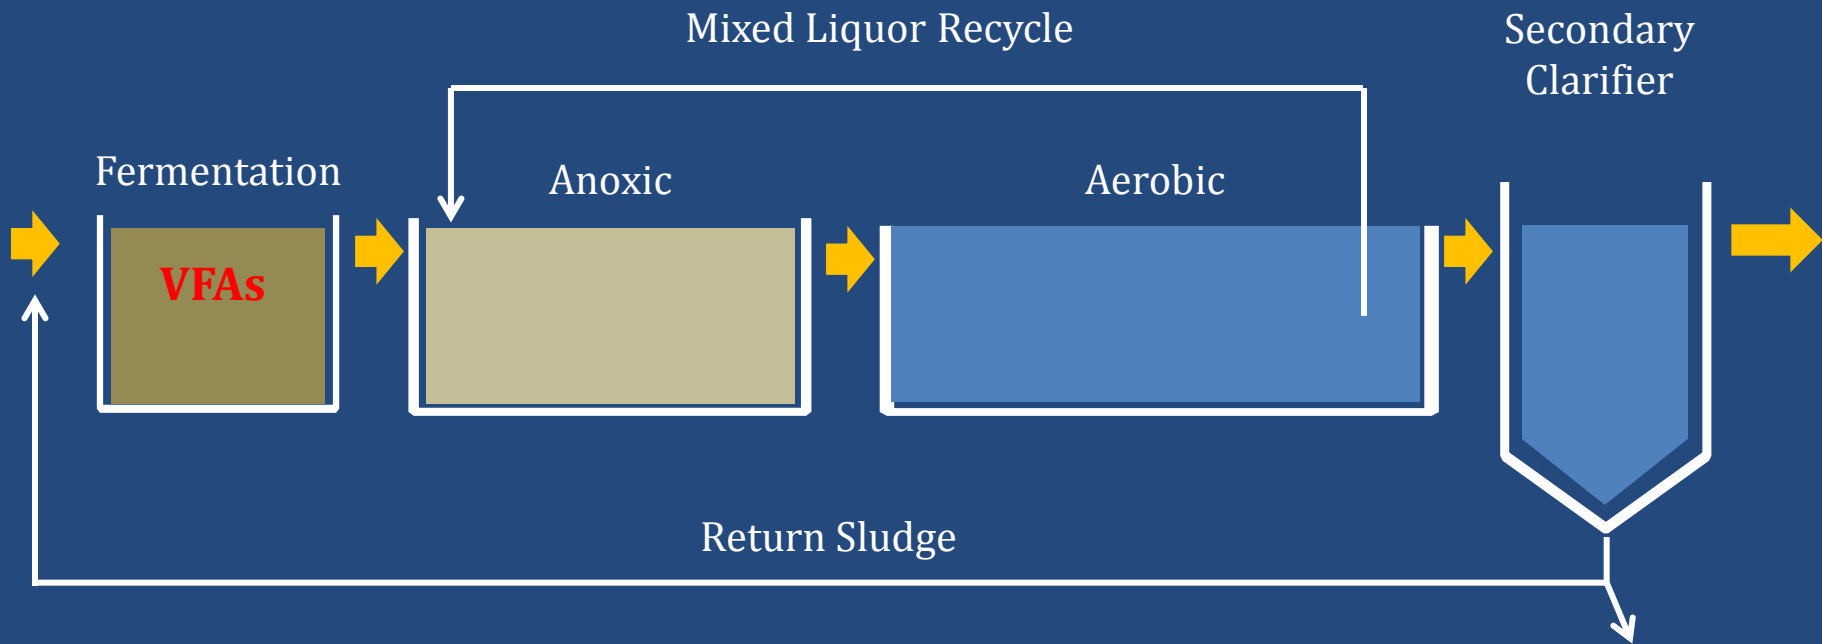 Mixed Liquor Recycle
Secondary
Clarifier
Fermentation
Anoxic
Aerobic
VFAs
Return Sludge